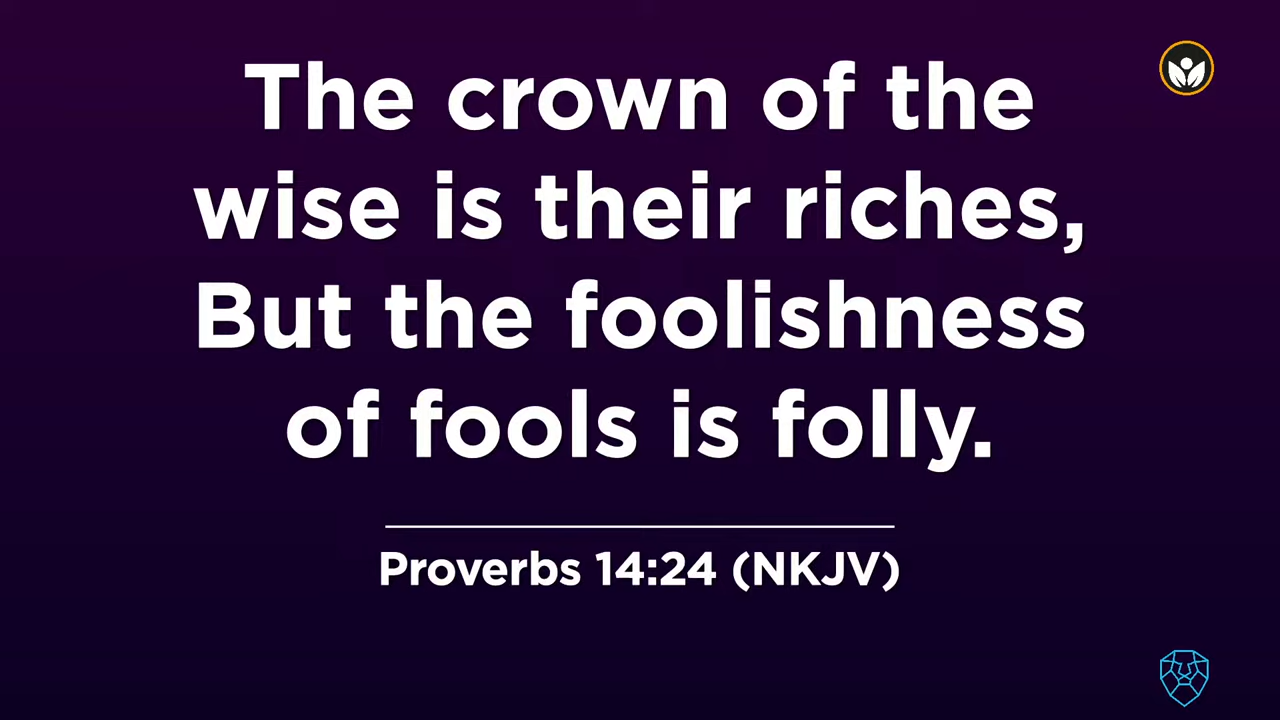 The crown of the
wise is their riches,
But the foolishness
of fools is folly.
Proverbs 14:24 (NKJV)